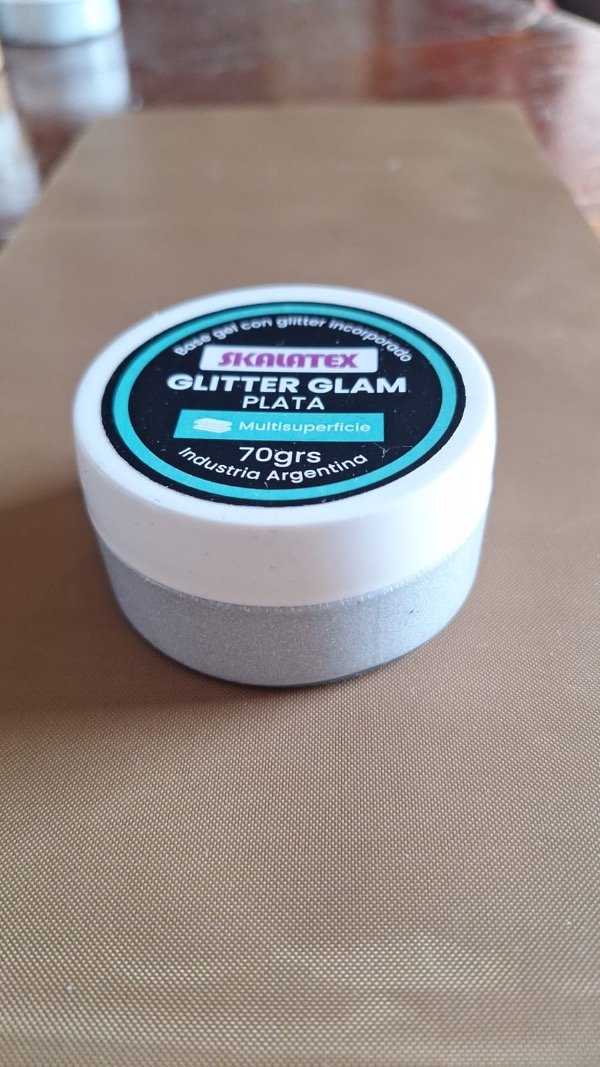 Base gel con glitter incorporado
SKALATEX
GLITTER GLAM
PLATA
Multisuperficie
70grs
Industria Argentina